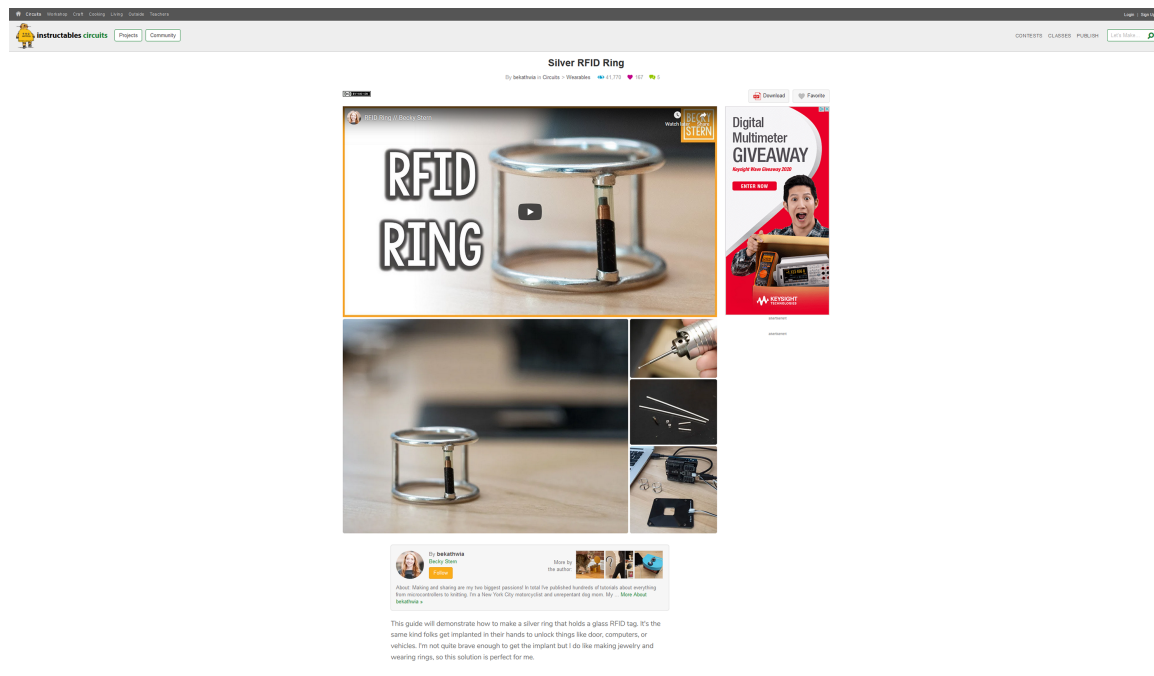 Circuits Workshop Craft Cooking Living Outside Teachers
Login | Sign Up
instructables circuits
Projects
Community
CONTESTS CLASSES PUBLISH
Let's Make...
Silver RFID Ring
By bekathwia in Circuits > Wearables 41,770 167 5
Download
Favorite
RFID Ring // Becky Stern
Watch later
Share
BECKY
STERN
RFID
RING
Digital
Multimeter
GIVEAWAY
Keysight Wave Giveaway 2020
ENTER NOW
KEYSIGHT
TECHNOLOGIES
By bekathwia
Becky Stern
Follow
More by
the author:
About: Making and sharing are my two biggest passions! In total I've published hundreds of tutorials about everything
from microcontrollers to knitting. I'm a New York City motorcyclist and unrepentant dog mom. My ... More About
bekathwia »
This guide will demonstrate how to make a silver ring that holds a glass RFID tag. It's the
same kind folks get implanted in their hands to unlock things like door, computers, or
vehicles. I'm not quite brave enough to get the implant but I do like making jewelry and
wearing rings, so this solution is perfect for me.